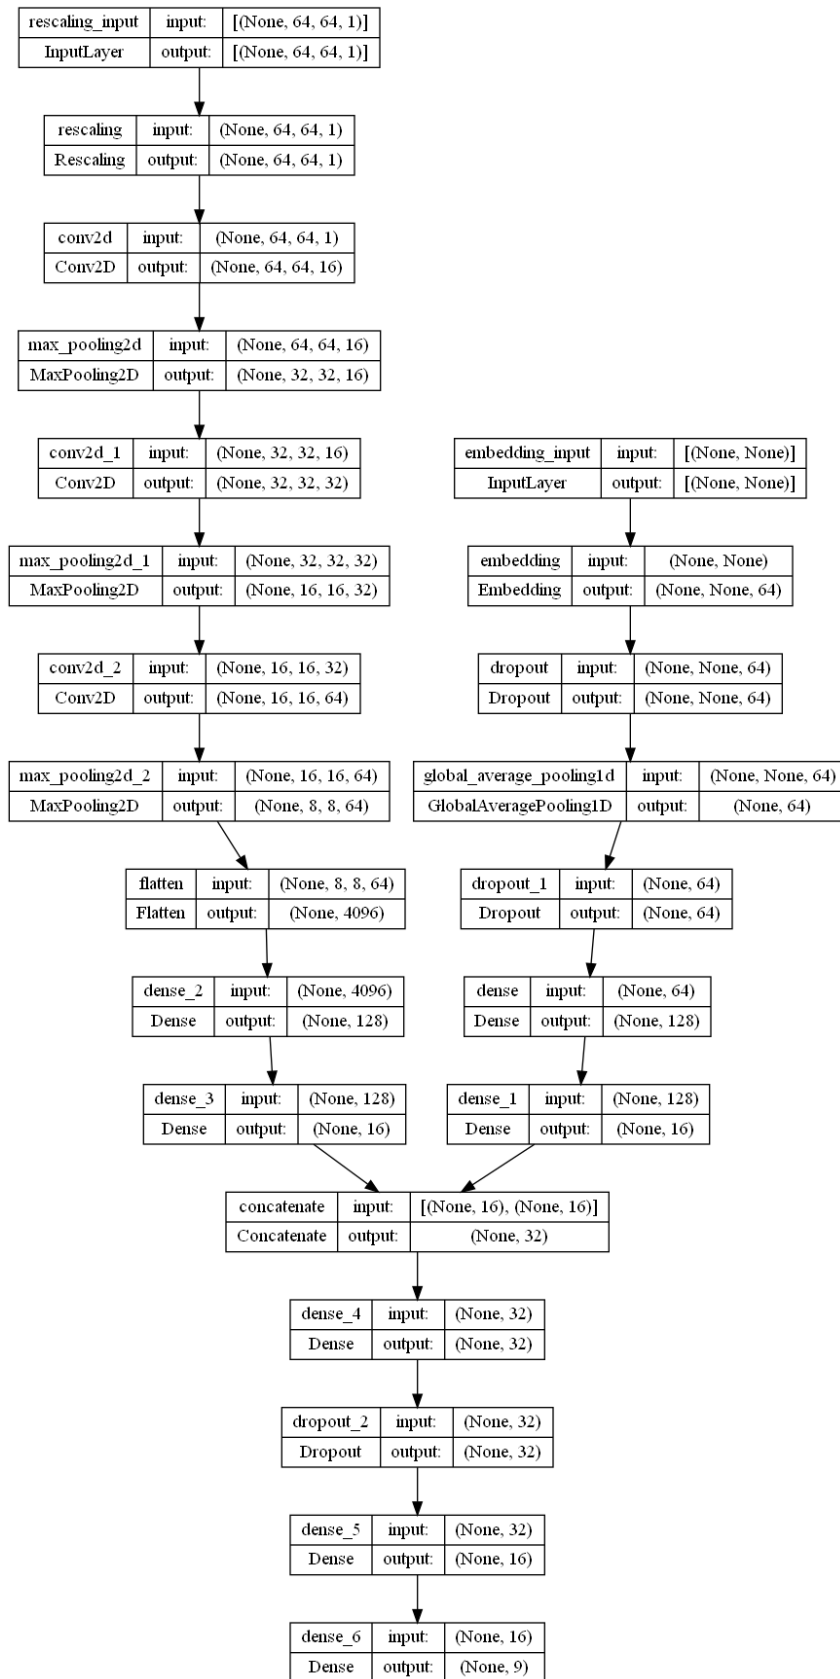 rescaling_input input: [(None, 64, 64, 1)]
InputLayer output: [(None, 64, 64, 1)]
rescaling input: (None, 64, 64, 1)
Rescaling output: (None, 64, 64, 1)
conv2d input: (None, 64, 64, 1)
Conv2D output: (None, 64, 64, 16)
max_pooling2d input: (None, 64, 64, 16)
MaxPooling2D output: (None, 32, 32, 16)
conv2d_1 input: (None, 32, 32, 16)
Conv2D output: (None, 32, 32, 32)
embedding_input input: [(None, None)]
InputLayer output: [(None, None)]
max_pooling2d_1 input: (None, 32, 32, 32)
MaxPooling2D output: (None, 16, 16, 32)
embedding input: (None, None)
Embedding output: (None, None, 64)
conv2d_2 input: (None, 16, 16, 32)
Conv2D output: (None, 16, 16, 64)
dropout input: (None, None, 64)
Dropout output: (None, None, 64)
max_pooling2d_2 input: (None, 16, 16, 64)
MaxPooling2D output: (None, 8, 8, 64)
global_average_pooling1d input: (None, None, 64)
GlobalAveragePooling1D output: (None, 64)
flatten input: (None, 8, 8, 64)
Flatten output: (None, 4096)
dropout_1 input: (None, 64)
Dropout output: (None, 64)
dense_2 input: (None, 4096)
Dense output: (None, 128)
dense input: (None, 64)
Dense output: (None, 128)
dense_3 input: (None, 128)
Dense output: (None, 16)
dense_1 input: (None, 128)
Dense output: (None, 16)
concatenate input: [(None, 16), (None, 16)]
Concatenate output: (None, 32)
dense_4 input: (None, 32)
Dense output: (None, 32)
dropout_2 input: (None, 32)
Dropout output: (None, 32)
dense_5 input: (None, 32)
Dense output: (None, 16)
dense_6 input: (None, 16)
Dense output: (None, 9)